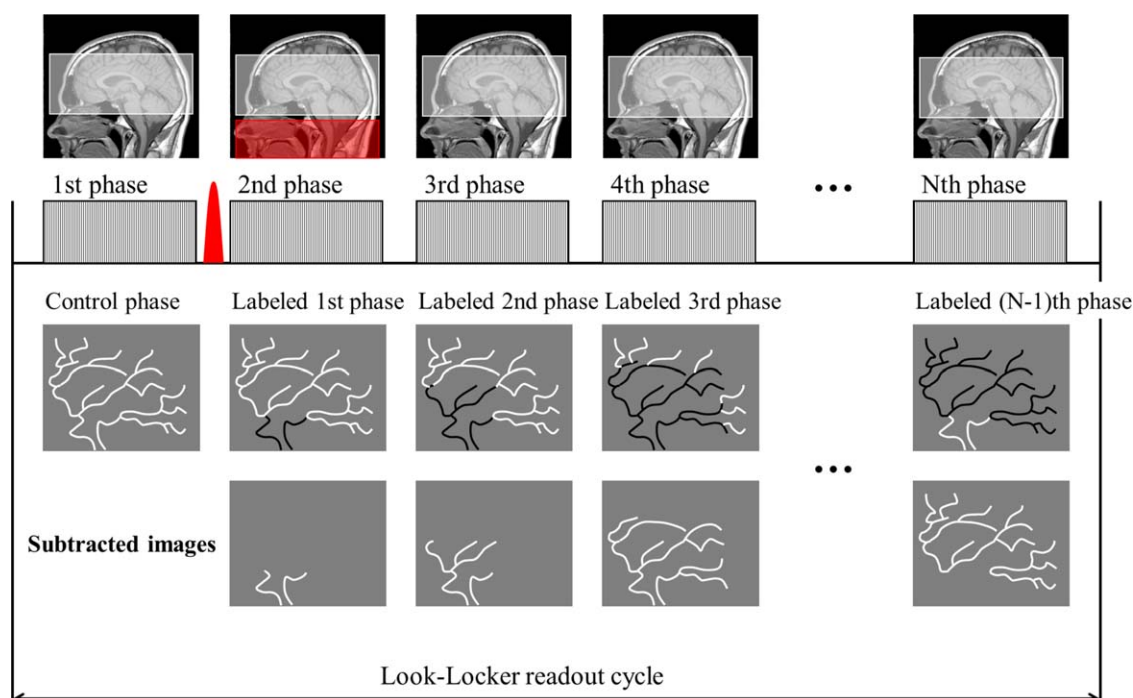 1st phase
2nd phase
3rd phase
4th phase
•••
Nth phase
Control phase
Labeled 1st phase
Labeled 2nd phase
Labeled 3rd phase
Labeled (N-1)th phase
•••
Subtracted images
Look-Locker readout cycle